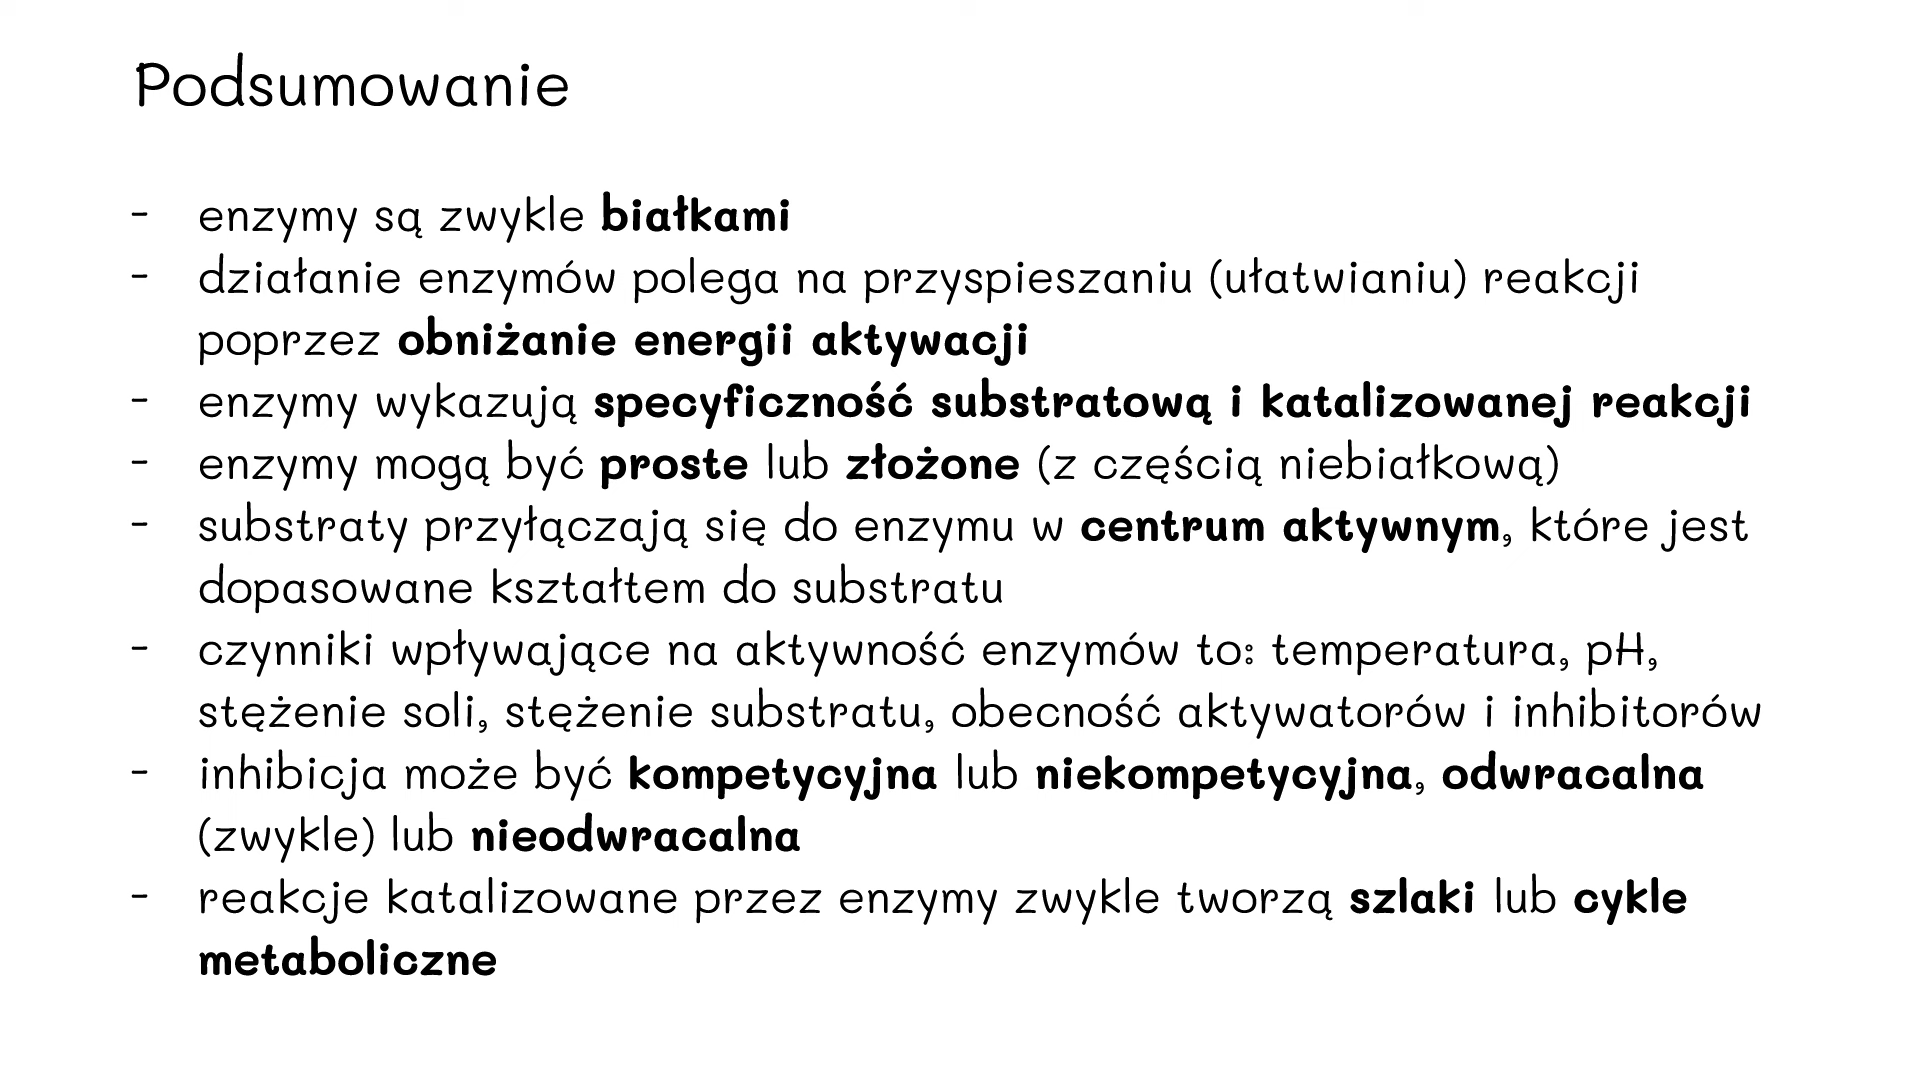 Podsumowanie
- enzymy są zwykle białkami
- działanie enzymów polega na przyspieszaniu (ułatwianiu) reakcji
poprzez obniżanie energii aktywacji
- enzymy wykazują specyficzność substratową i katalizowanej reakcji
- enzymy mogą być proste lub złożone (z częścią niebiałkową)
- substraty przyłączają się do enzymu w centrum aktywnym, które jest
dopasowane kształtem do substratu
- czynniki wpływające na aktywność enzymów to: temperatura, pH,
stężenie soli, stężenie substratu, obecność aktywatorów i inhibitorów
- inhibicja może być kompetycyjna lub niekompetycyjna, odwracalna
(zwykle) lub nieodwracalna
- reakcje katalizowane przez enzymy zwykle tworzą szlaki lub cykle
metaboliczne